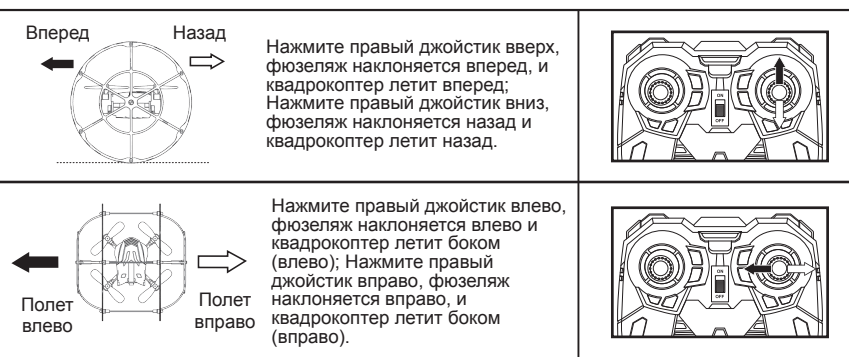 Вперед
Назад
Нажмите правый джойстик вверх,
фюзеляж наклоняется вперед, и
квадрокоптер летит вперед;
Нажмите правый джойстик вниз,
фюзеляж наклоняется назад и
квадрокоптер летит назад.
ON
OFF
Полет
влево
Полет
вправо
Нажмите правый джойстик влево,
фюзеляж наклоняется влево и
квадрокоптер летит боком
(влево); Нажмите правый
джойстик вправо, фюзеляж
наклоняется вправо, и
квадрокоптер летит боком
(вправо).
ON
OFF